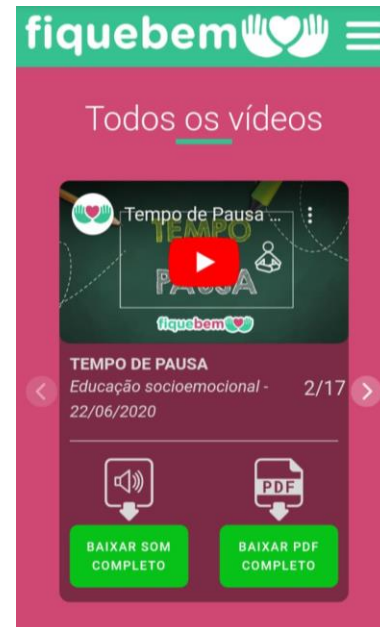 fiquebem
Todos os vídeos
Tempo de Pausa ...
TEMPO
PAUSA
fiquebem
TEMPO DE PAUSA
Educação socioemocional -
22/06/2020
2/17
PDF
BAIXAR SOM
COMPLETO
BAIXAR PDF
COMPLETO